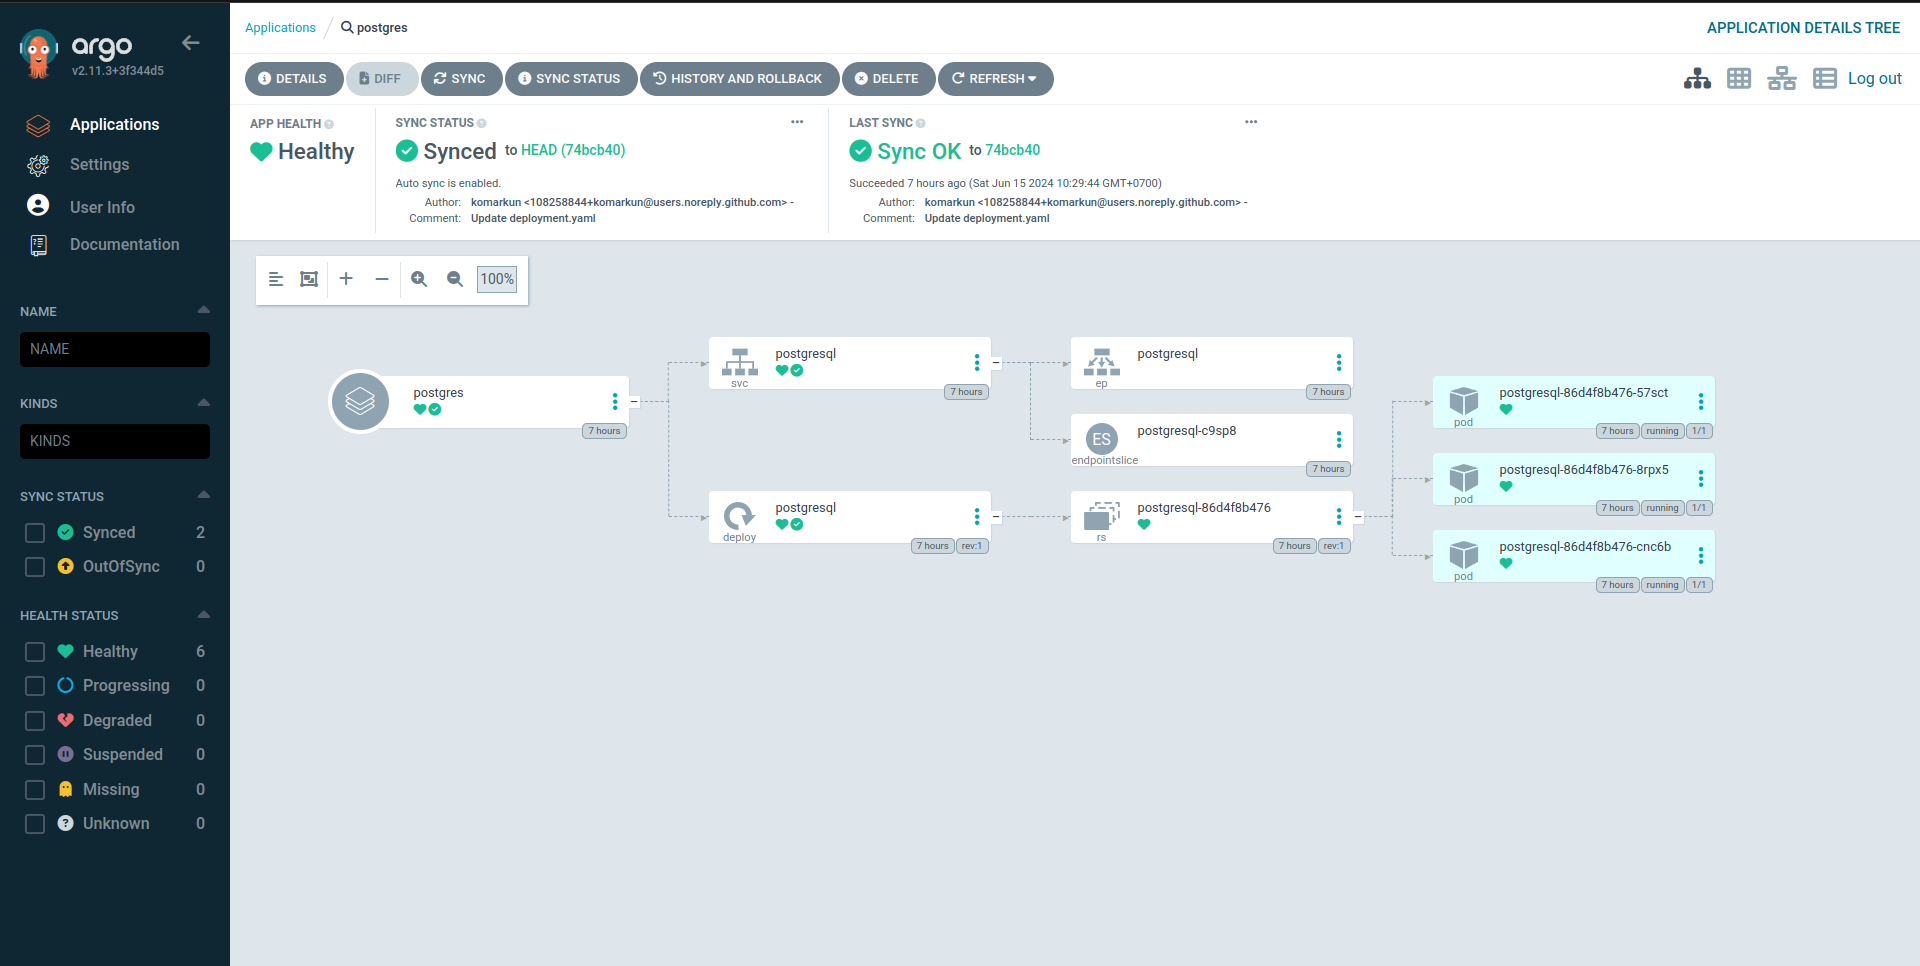 argo
v2.11.3+3f344d5
Applications
Settings
User Info
Documentation
NAME
NAME
KINDS
KINDS
SYNC STATUS
Synced 2
OutOfSync 0
HEALTH STATUS
Healthy 6
Progressing 0
Degraded 0
Suspended 0
Missing 0
Unknown 0
Applications / postgres
APPLICATION DETAILS TREE
DETAILS DIFF SYNC SYNC STATUS HISTORY AND ROLLBACK DELETE REFRESH
Log out
APP HEALTH
Healthy
SYNC STATUS
Synced to HEAD (74bcb40)
Auto sync is enabled.
Author: komarkun <108258844+komarkun@users.noreply.github.com> -
Comment: Update deployment.yaml
LAST SYNC
Sync OK to 74bcb40
Succeeded 7 hours ago (Sat Jun 15 2024 10:29:44 GMT+0700)
Author: komarkun <108258844+komarkun@users.noreply.github.com> -
Comment: Update deployment.yaml
100%
postgres
7 hours
postgresql
svc
7 hours
postgresql
deploy
7 hours rev:1
postgresql
ep
7 hours
ES
postgresql-c9sp8
endpointslice
7 hours
postgresql-86d4f8b476
rs
7 hours rev:1
postgresql-86d4f8b476-57sct
pod
7 hours running 1/1
postgresql-86d4f8b476-8rpx5
pod
7 hours running 1/1
postgresql-86d4f8b476-cnc6b
pod
7 hours running 1/1